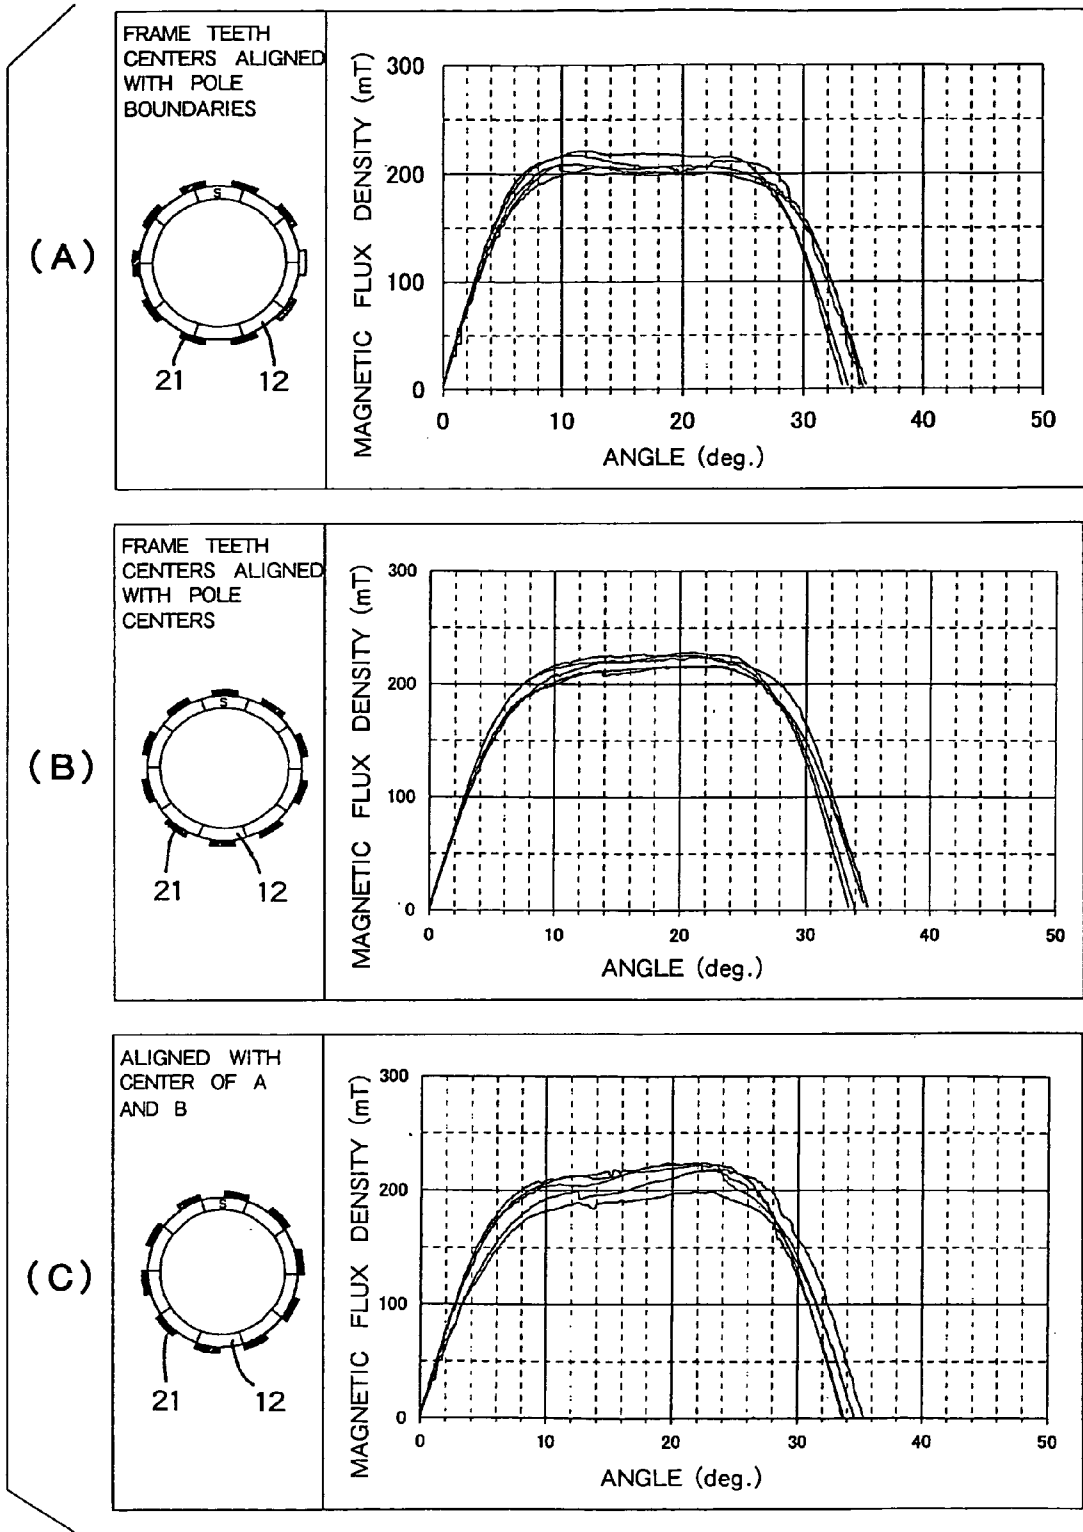 (A)
FRAME TEETH
CENTERS ALIGNED
WITH POLE
BOUNDARIES
S
21 12
MAGNETIC FLUX DENSITY (mT)
300
200
100
0
0 10 20 30 40 50
ANGLE (deg.)
(B)
FRAME TEETH
CENTERS ALIGNED
WITH POLE
CENTERS
S
21 12
MAGNETIC FLUX DENSITY (mT)
300
200
100
0
0 10 20 30 40 50
ANGLE (deg.)
(C)
ALIGNED WITH
CENTER OF A
AND B
S
21 12
MAGNETIC FLUX DENSITY (mT)
300
200
100
0
0 10 20 30 40 50
ANGLE (deg.)